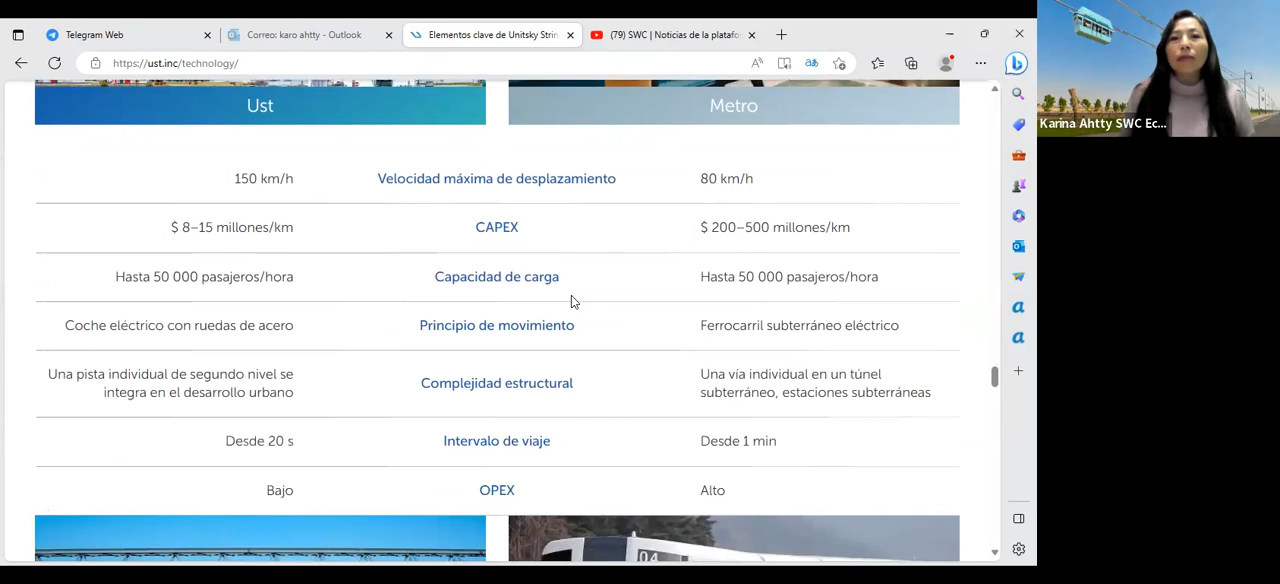 Telegram Web
Correo: karo ahtty - Outlook
Elementos clave de Unitsky Strin
(79) SWC | Noticias de la platafo
https://ust.inc/technology/
Karina Ahtty SWC Ec...
Ust
Metro
150 km/h
Velocidad máxima de desplazamiento
80 km/h
$ 8–15 millones/km
CAPEX
$ 200–500 millones/km
Hasta 50 000 pasajeros/hora
Capacidad de carga
Hasta 50 000 pasajeros/hora
Coche eléctrico con ruedas de acero
Principio de movimiento
Ferrocarril subterráneo eléctrico
Una pista individual de segundo nivel se
integra en el desarrollo urbano
Complejidad estructural
Una vía individual en un túnel
subterráneo, estaciones subterráneas
Desde 20 s
Intervalo de viaje
Desde 1 min
Bajo
OPEX
Alto
04